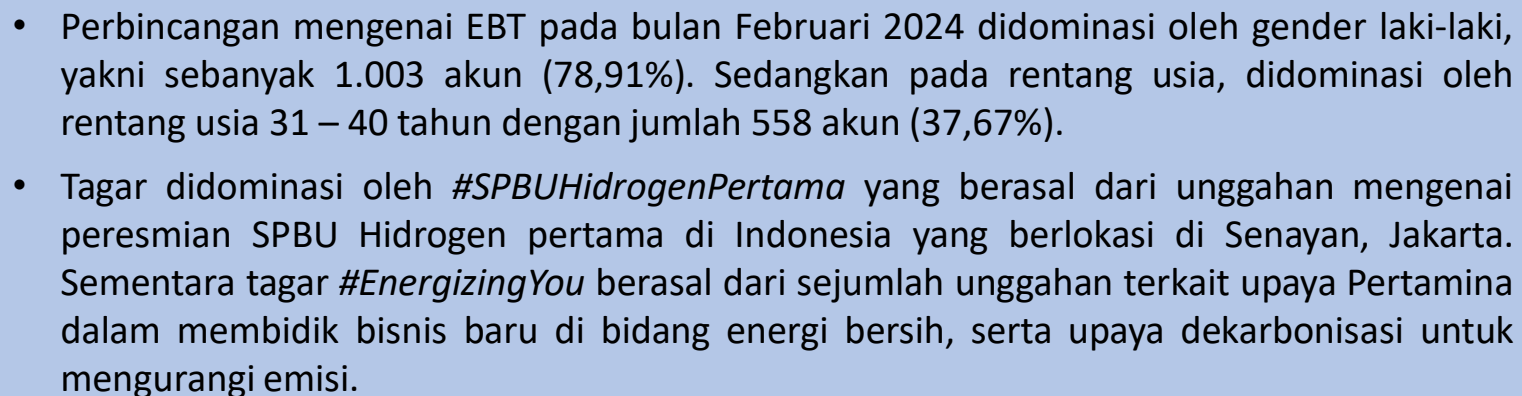 • Perbincangan mengenai EBT pada bulan Februari 2024 didominasi oleh gender laki-laki,
yakni sebanyak 1.003 akun (78,91%). Sedangkan pada rentang usia, didominasi oleh
rentang usia 31 – 40 tahun dengan jumlah 558 akun (37,67%).
• Tagar didominasi oleh #SPBUHidrogenPertama yang berasal dari unggahan mengenai
peresmian SPBU Hidrogen pertama di Indonesia yang berlokasi di Senayan, Jakarta.
Sementara tagar #EnergizingYou berasal dari sejumlah unggahan terkait upaya Pertamina
dalam membidik bisnis baru di bidang energi bersih, serta upaya dekarbonisasi untuk
mengurangi emisi.